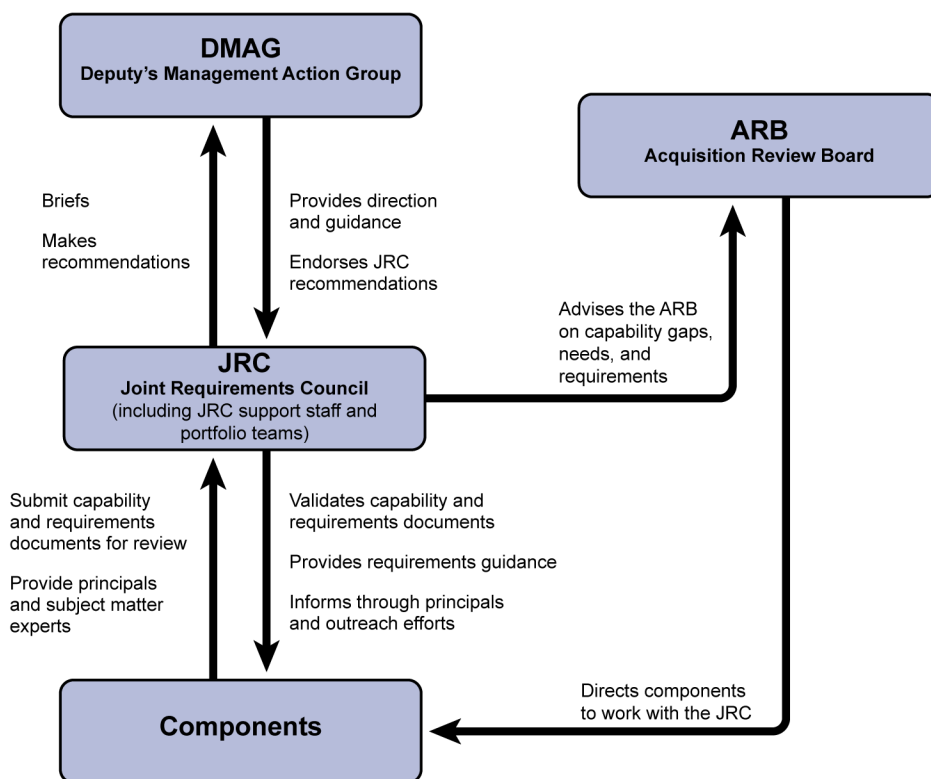 DMAG
Deputy’s Management Action Group
ARB
Acquisition Review Board
Briefs
Makes
recommendations
Provides direction
and guidance
Endorses JRC
recommendations
Advises the ARB
on capability gaps,
needs, and
requirements
JRC
Joint Requirements Council
(including JRC support staff and
portfolio teams)
Submit capability
and requirements
documents for review
Provide principals
and subject matter
experts
Validates capability and
requirements documents
Provides requirements guidance
Informs through principals
and outreach efforts
Directs components
to work with the JRC
Components